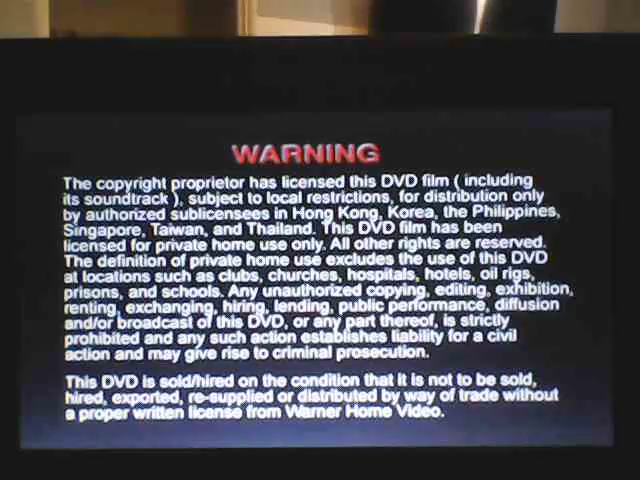 WARNING
The copyright proprietor has licensed this DVD film ( including
its soundtrack ), subject to local restrictions, for distribution only
by authorized sublicensees in Hong Kong, Korea, the Philippines,
Singapore, Taiwan, and Thailand. This DVD film has been
licensed for private home use only. All other rights are reserved.
The definition of private home use excludes the use of this DVD
at locations such as clubs, churches, hospitals, hotels, oil rigs,
prisons, and schools. Any unauthorized copying, editing, exhibition,
renting, exchanging, hiring, lending, public performance, diffusion
and/or broadcast of this DVD, or any part thereof, is strictly
prohibited and any such action establishes liability for a civil
action and may give rise to criminal prosecution.
This DVD is sold/hired on the condition that it is not to be sold,
hired, exported, re-supplied or distributed by way of trade without
a proper written license from Warner Home Video.